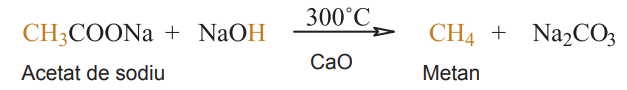 CH₃COONa + NaOH 300°C CH₄ + Na₂CO₃
CaO
Acetat de sodiu Metan